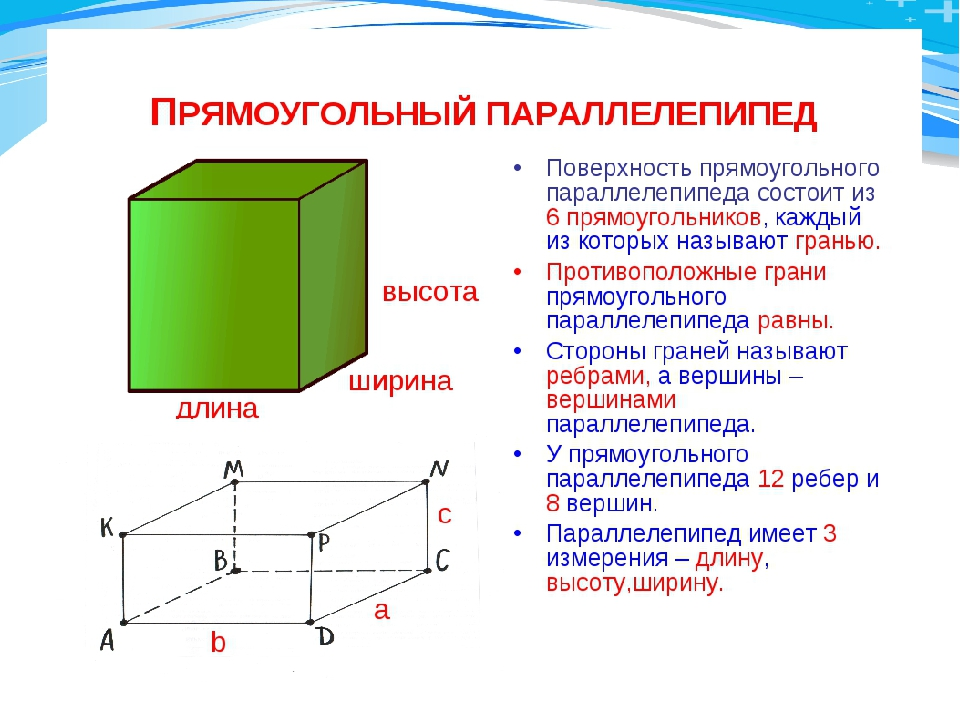 ПРЯМОУГОЛЬНЫЙ ПАРАЛЛЕЛЕПИПЕД
высота
ширина
длина
M
N
c
K
P
B
C
a
A
b
D
• Поверхность прямоугольного
параллелепипеда состоит из
6 прямоугольников, каждый
из которых называют гранью.
• Противоположные грани
прямоугольного
параллелепипеда равны.
• Стороны граней называют
ребрами, а вершины –
вершинами
параллелепипеда.
• У прямоугольного
параллелепипеда 12 ребер и
8 вершин.
• Параллелепипед имеет 3
измерения – длину,
высоту,ширину.